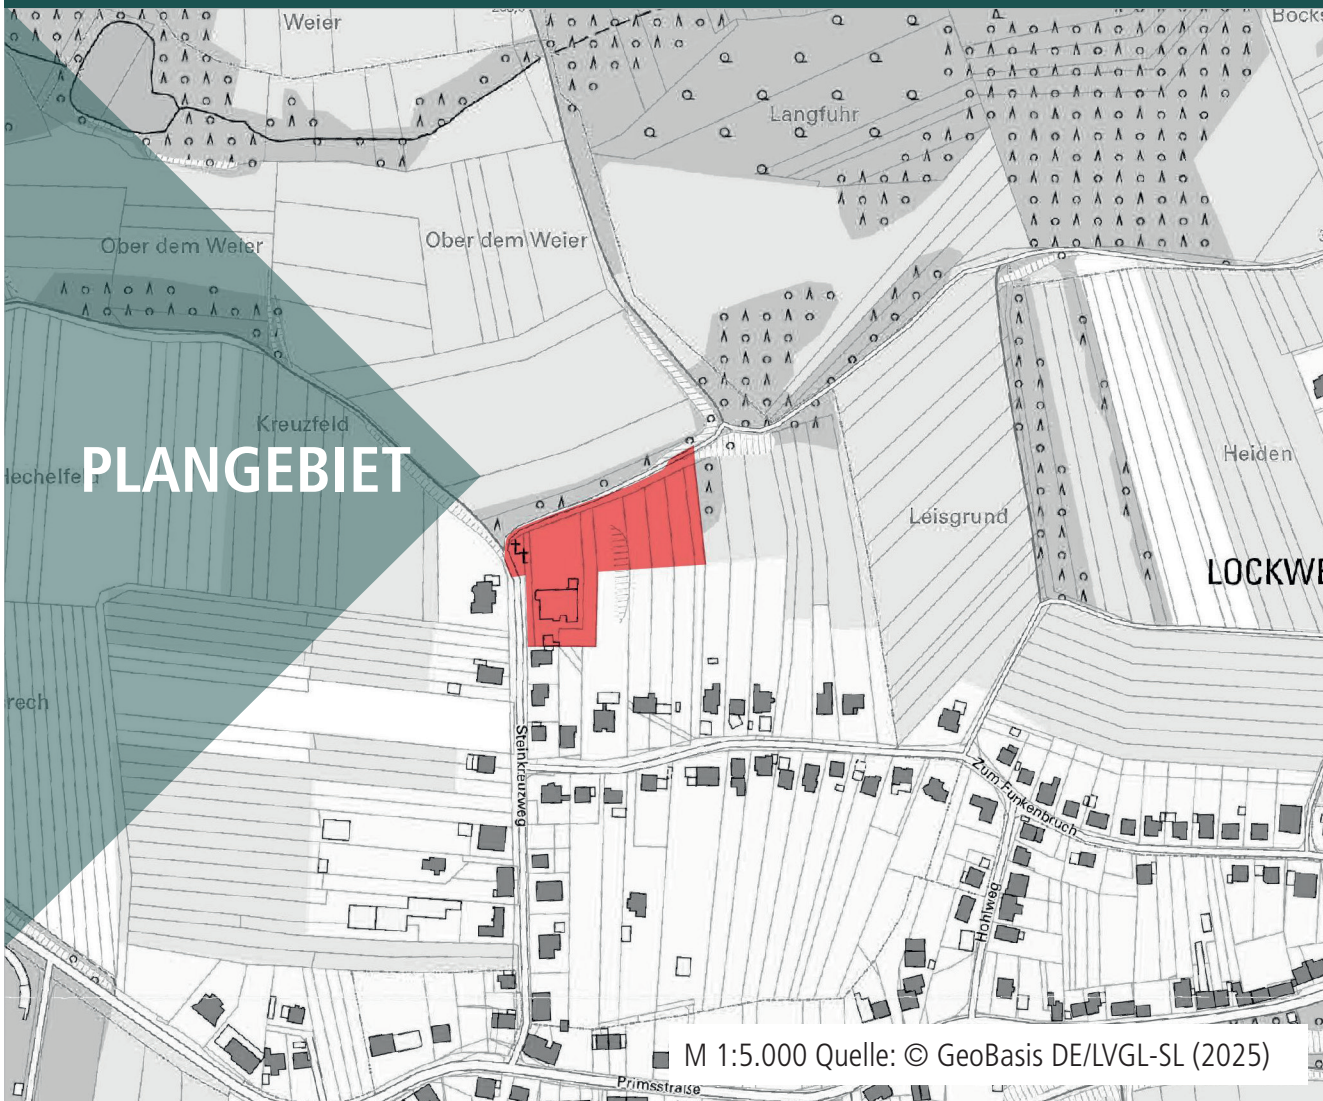 Weier
Bocks
Langfuhr
Ober dem Weier
Ober dem Weier
Kreuzfeld
PLANGEBIET
Hechelfeld
Heiden
Leisgrund
LOCKWE
rech
Steinkreuzweg
Zum Funkenbruch
Hohlweg
M 1:5.000 Quelle: © GeoBasis DE/LVGL-SL (2025)
Primsstraße